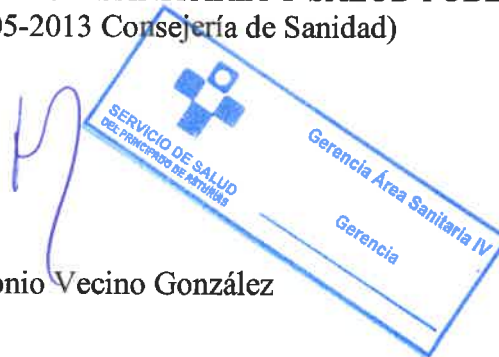 05-2013 Consejería de Sanidad)
SERVICIO DE SALUD
DEL PRINCIPADO DE ASTURIAS
Gerencia Área Sanitaria IV
Gerencia
onio Vecino González